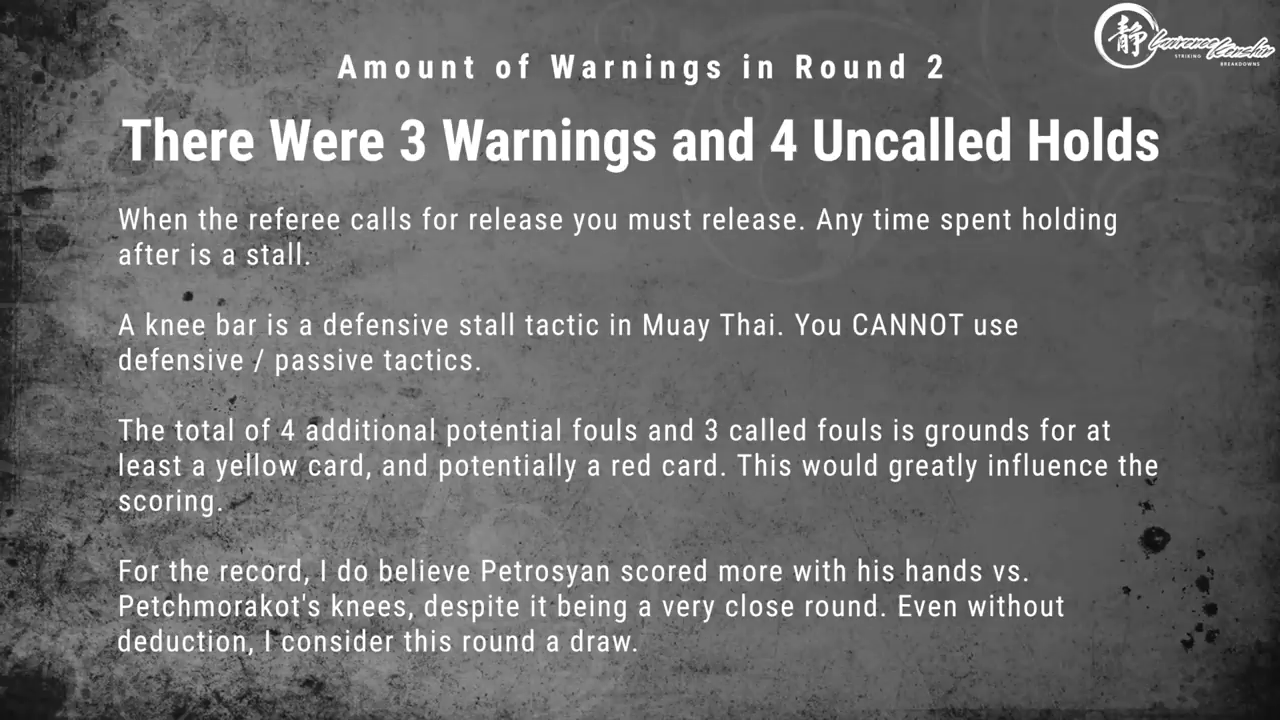 静 Lawrence Kenshin
STRIKING BREAKDOWNS
Amount of Warnings in Round 2
There Were 3 Warnings and 4 Uncalled Holds
When the referee calls for release you must release. Any time spent holding
after is a stall.
A knee bar is a defensive stall tactic in Muay Thai. You CANNOT use
defensive / passive tactics.
The total of 4 additional potential fouls and 3 called fouls is grounds for at
least a yellow card, and potentially a red card. This would greatly influence the
scoring.
For the record, I do believe Petrosyan scored more with his hands vs.
Petchmorakot's knees, despite it being a very close round. Even without
deduction, I consider this round a draw.